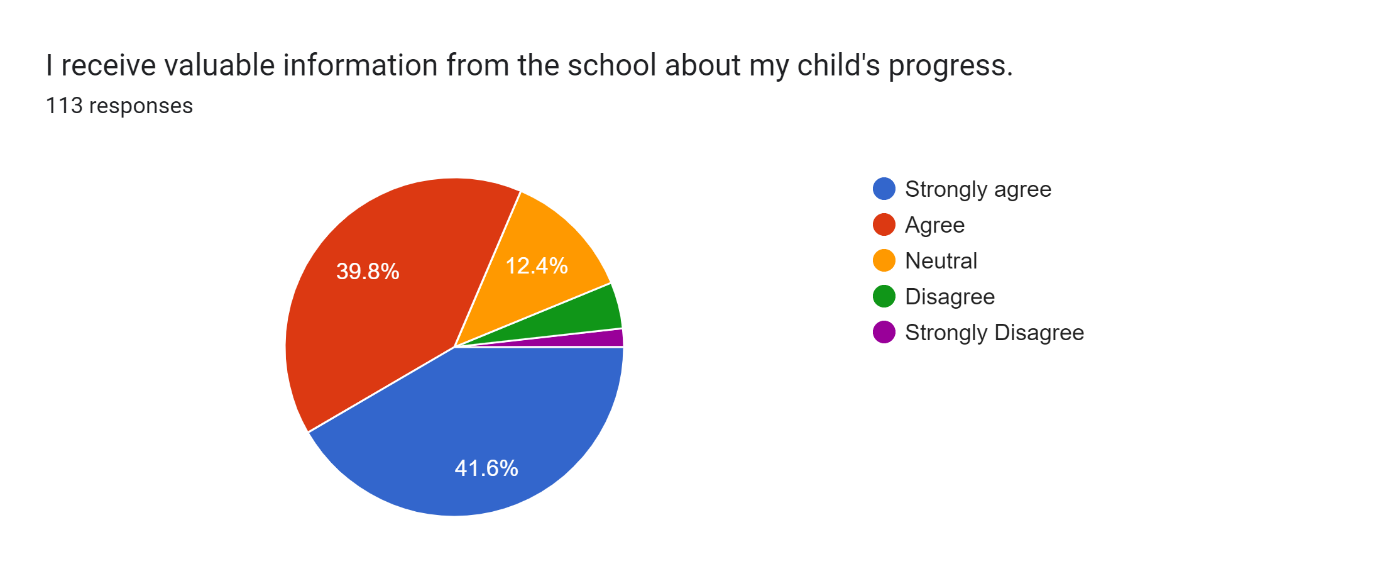 I receive valuable information from the school about my child's progress.
113 responses
39.8%
12.4%
41.6%
Strongly agree
Agree
Neutral
Disagree
Strongly Disagree